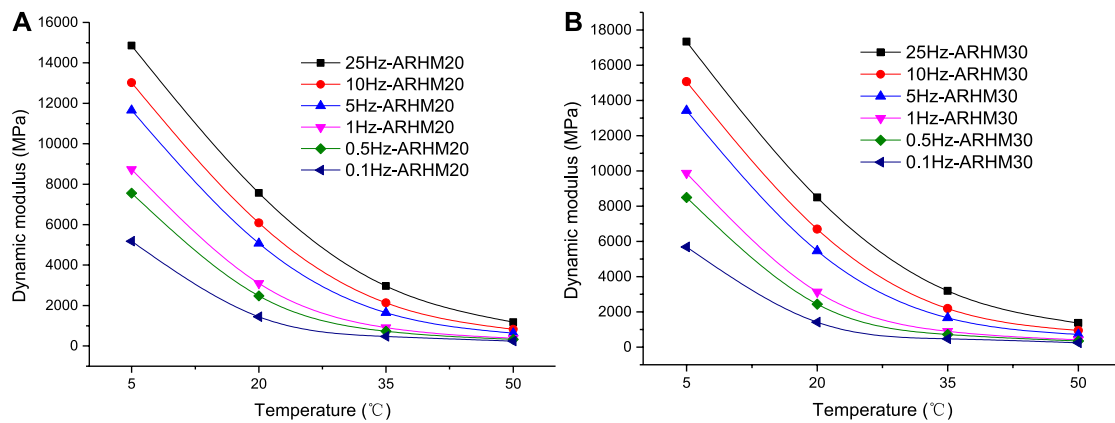 A
16000
14000
12000
10000
8000
6000
4000
2000
0
Dynamic modulus (MPa)
25Hz-ARHM20
10Hz-ARHM20
5Hz-ARHM20
1Hz-ARHM20
0.5Hz-ARHM20
0.1Hz-ARHM20
5 20 35 50
Temperature (℃)
B
18000
16000
14000
12000
10000
8000
6000
4000
2000
0
Dynamic modulus (MPa)
25Hz-ARHM30
10Hz-ARHM30
5Hz-ARHM30
1Hz-ARHM30
0.5Hz-ARHM30
0.1Hz-ARHM30
5 20 35 50
Temperature (℃)